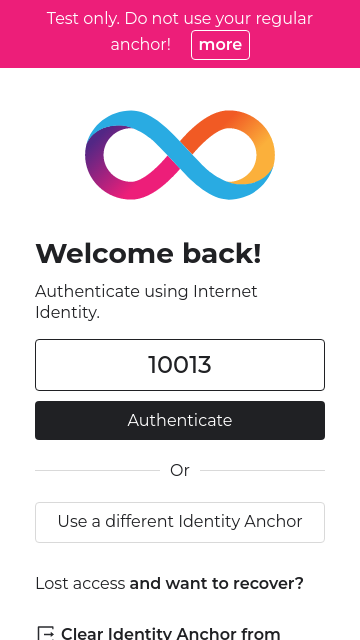 Test only. Do not use your regular
anchor! more
Welcome back!
Authenticate using Internet
Identity.
10013
Authenticate
Or
Use a different Identity Anchor
Lost access and want to recover?
Clear Identity Anchor from